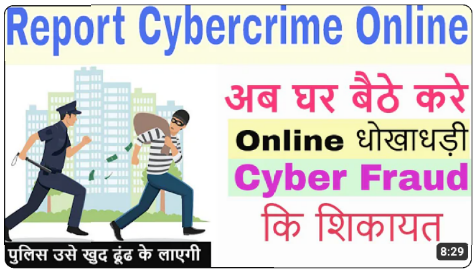 Report Cybercrime Online
अब घर बैठे करे
Online धोखाधड़ी
Cyber Fraud
कि शिकायत
पुलिस उसे खुद ढूंढ के लाएगी
8:29